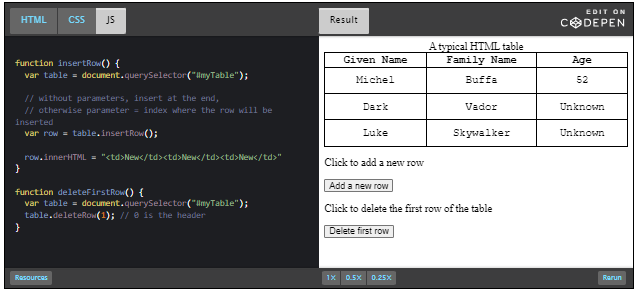 HTML CSS JS Result EDIT ON
CODEPEN
function insertRow() {
var table = document.querySelector("#myTable");
// without parameters, insert at the end,
// otherwise parameter = index where the row will be
inserted
var row = table.insertRow();
row.innerHTML = "<td>New</td><td>New</td><td>New</td>"
}
function deleteFirstRow() {
var table = document.querySelector("#myTable");
table.deleteRow(1); // 0 is the header
}
A typical HTML table
Given Name Family Name Age
Michel Buffa 52
Dark Vador Unknown
Luke Skywalker Unknown
Click to add a new row
Add a new row
Click to delete the first row of the table
Delete first row
Resources 1X 0.5X 0.25X Rerun